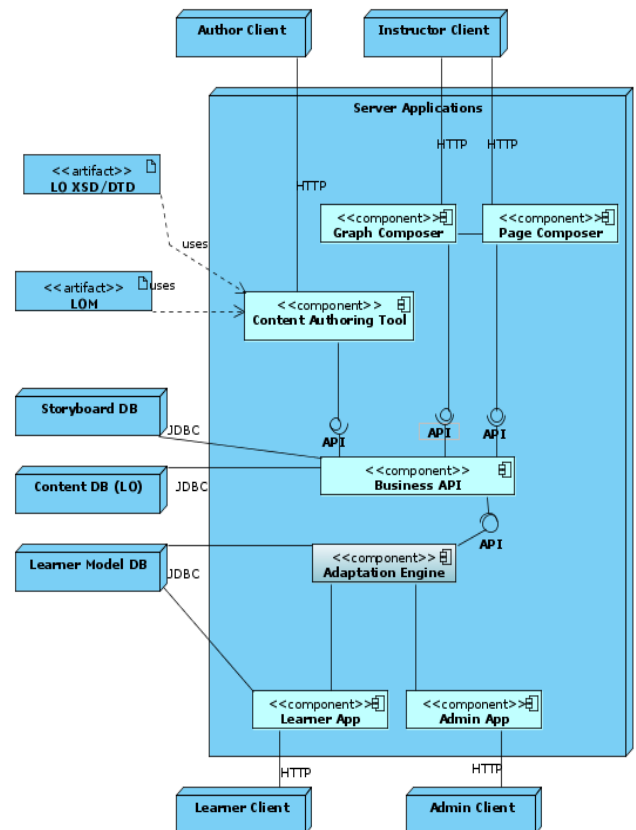 Author Client
Instructor Client
Server Applications
HTTP
HTTP
HTTP
<<artifact>>
LO XSD/DTD
<<component>>
Graph Composer
<<component>>
Page Composer
uses
<<artifact>>
LOM
uses
<<component>>
Content Authoring Tool
Storyboard DB
JDBC
API
API
API
Content DB (LO)
JDBC
<<component>>
Business API
API
Learner Model DB
JDBC
<<component>>
Adaptation Engine
<<component>>
Learner App
<<component>>
Admin App
HTTP
HTTP
Learner Client
Admin Client